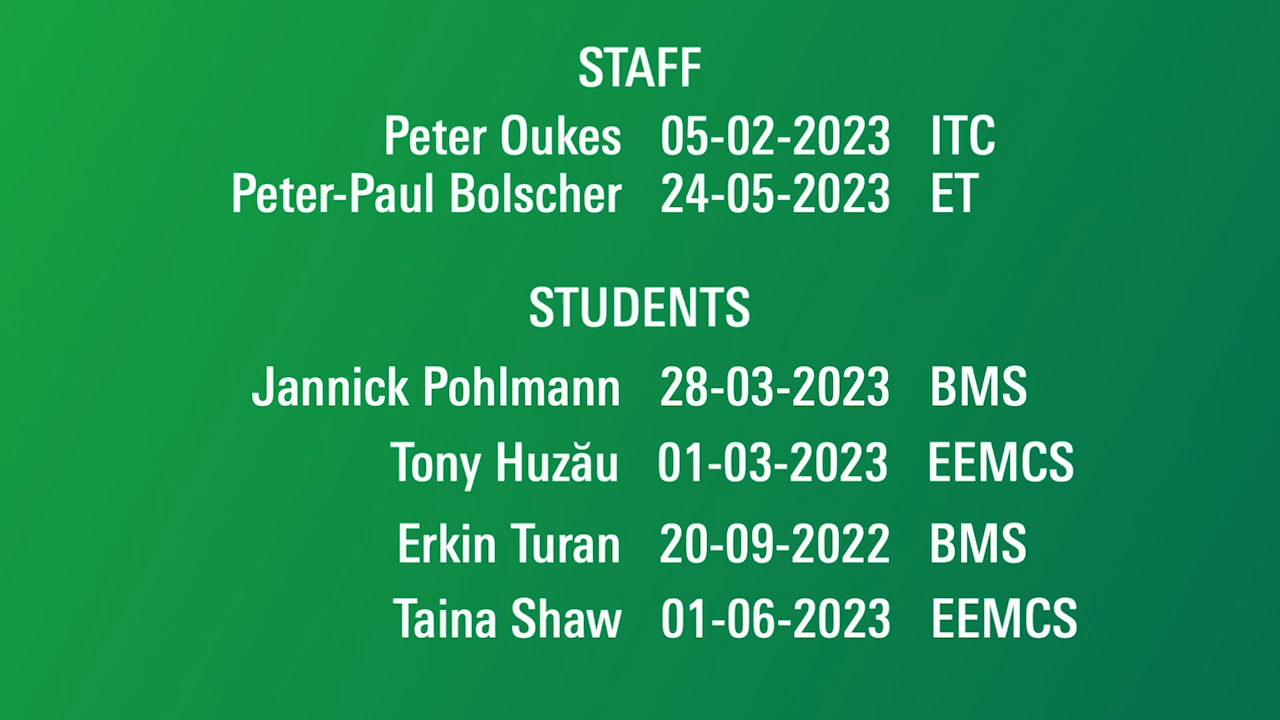 STAFF
Peter Oukes 05-02-2023 ITC
Peter-Paul Bolscher 24-05-2023 ET
STUDENTS
Jannick Pohlmann 28-03-2023 BMS
Tony Huzău 01-03-2023 EEMCS
Erkin Turan 20-09-2022 BMS
Taina Shaw 01-06-2023 EEMCS